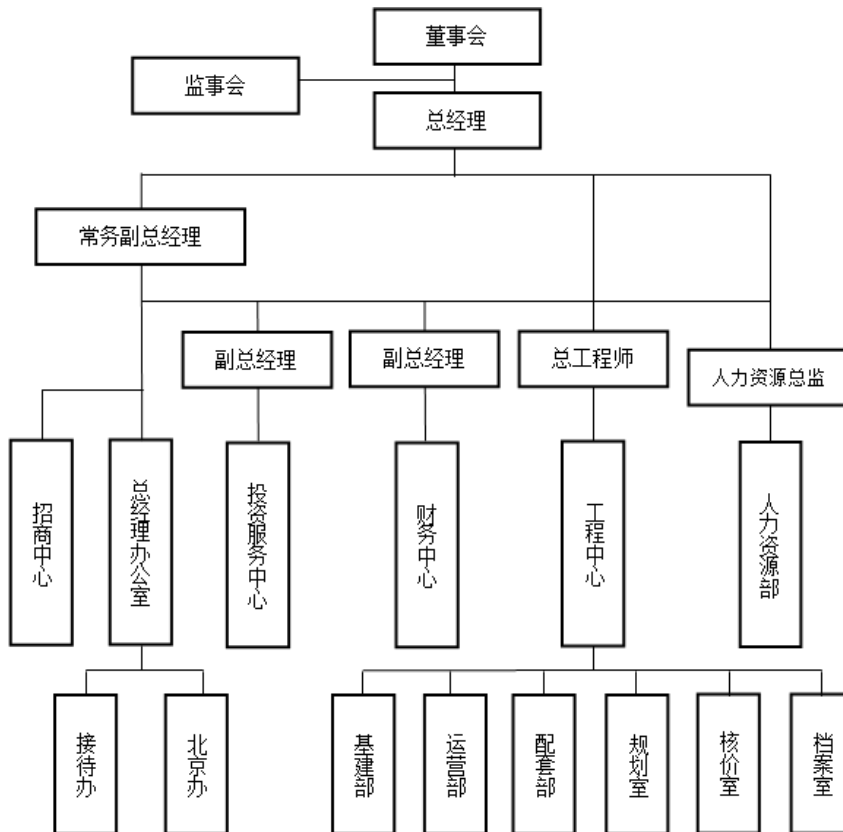 董事会
监事会
总经理
常务副总经理
副总经理
副总经理
总工程师
人力资源总监
招商中心
总经理办公室
投资服务中心
财务中心
工程中心
人力资源部
接待办
北京办
基建部
运营部
配套部
规划室
核价室
档案室